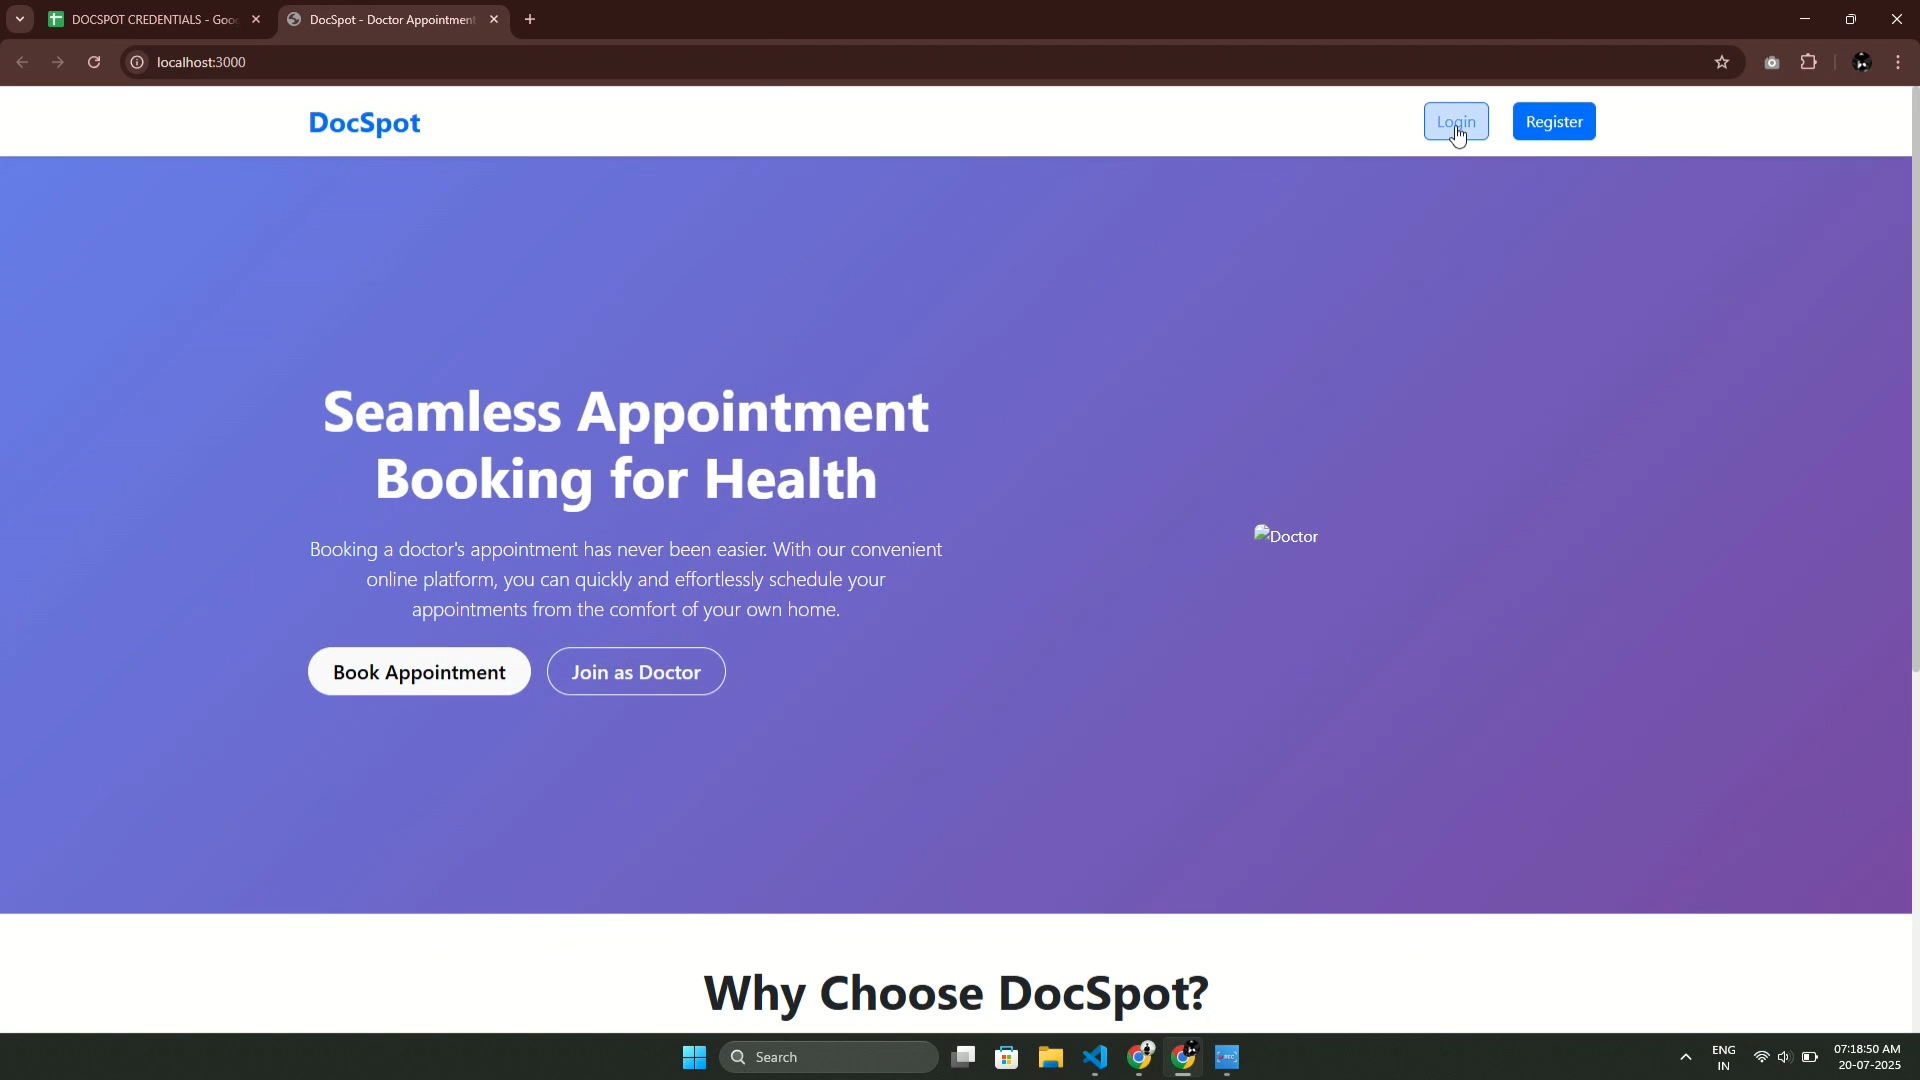 DOCSPOT CREDENTIALS - Goo
DocSpot - Doctor Appointment
localhost:3000
DocSpot
Login
Register
Seamless Appointment
Booking for Health
Booking a doctor's appointment has never been easier. With our convenient
online platform, you can quickly and effortlessly schedule your
appointments from the comfort of your own home.
Doctor
Book Appointment
Join as Doctor
Why Choose DocSpot?
Search
ENG
IN
07:18:50 AM
20-07-2025